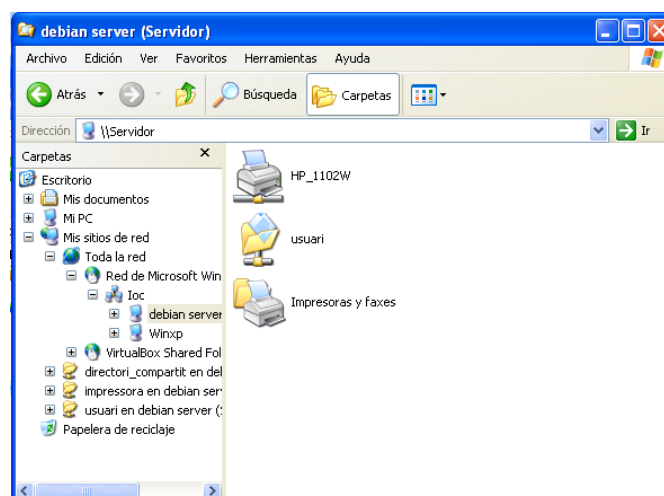 debian server (Servidor)
Archivo Edición Ver Favoritos Herramientas Ayuda
Atrás Búsqueda Carpetas
Dirección \\Servidor Ir
Carpetas
Escritorio
Mis documentos
Mi PC
Mis sitios de red
Toda la red
Red de Microsoft Win
Ioc
debian server
Winxp
VirtualBox Shared Fol
directori_compartit en del
impressora en debian ser
usuari en debian server (
Papelera de reciclaje
HP_1102W
usuari
Impresoras y faxes